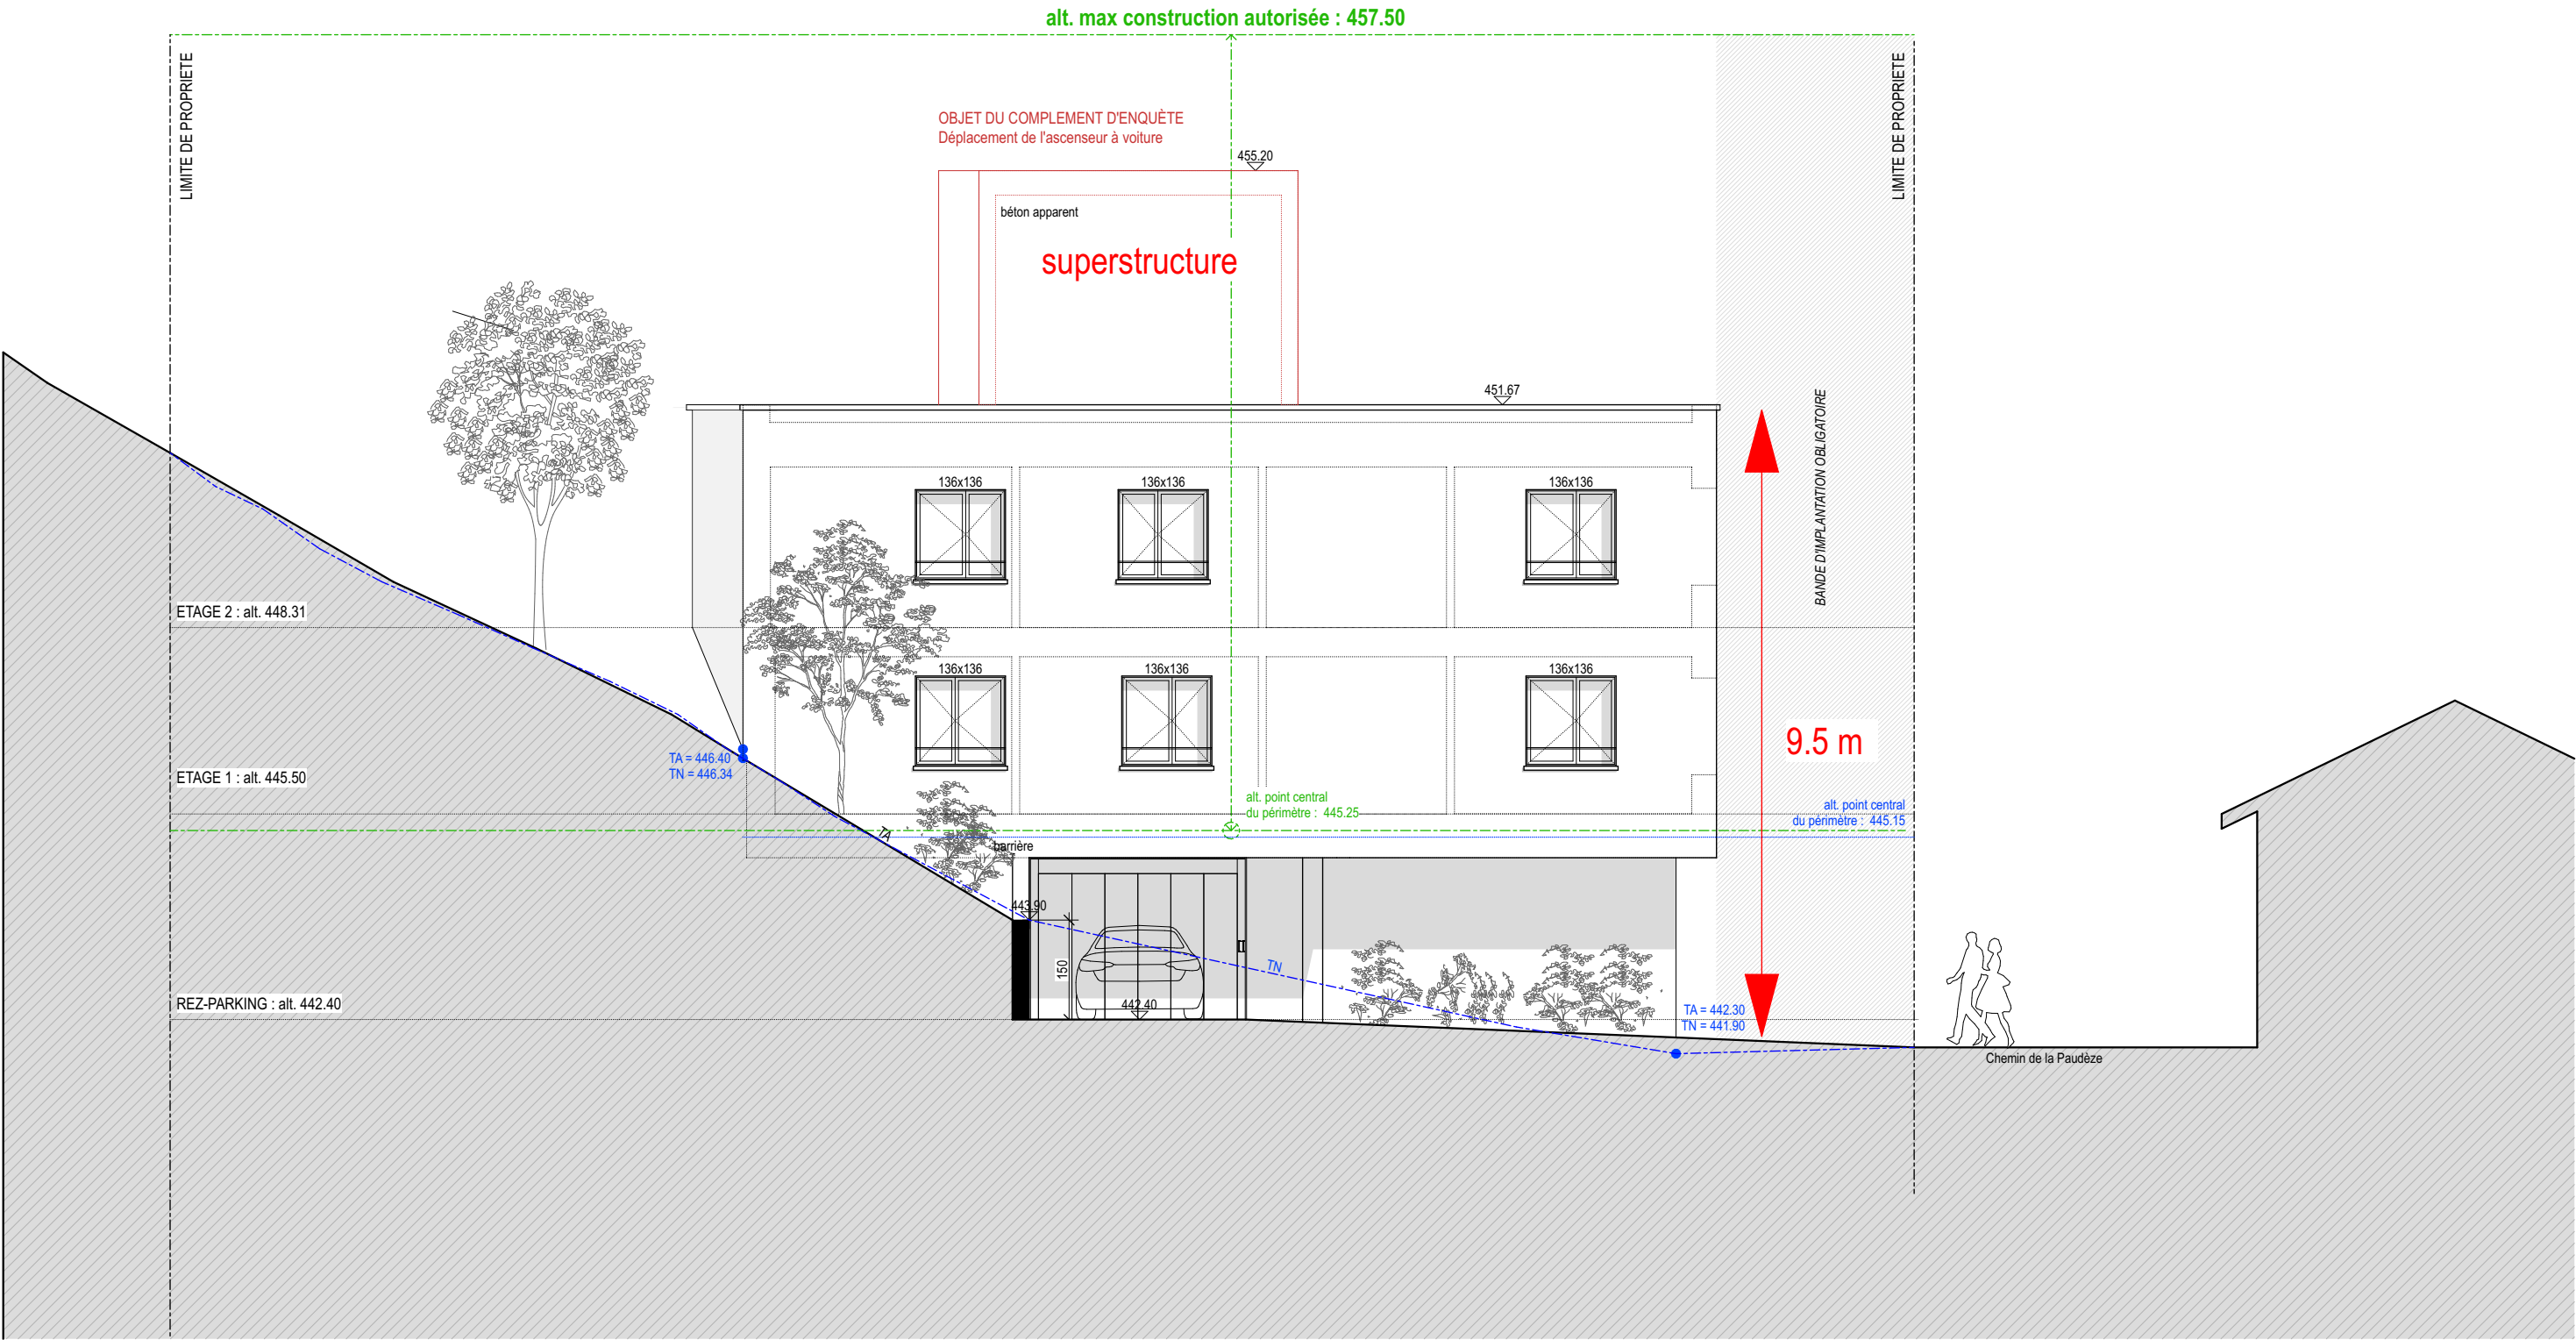 alt. max construction autorisée : 457.50
LIMITE DE PROPRIETE
LIMITE DE PROPRIETE
OBJET DU COMPLEMENT D'ENQUÈTE
Déplacement de l'ascenseur à voiture
455.20
béton apparent
superstructure
451.67
BANDE D'IMPLANTATION OBLIGATOIRE
136x136
136x136
136x136
ETAGE 2 : alt. 448.31
136x136
136x136
136x136
9.5 m
TA = 446.40
TN = 446.34
ETAGE 1 : alt. 445.50
alt. point central
du périmètre : 445.25
alt. point central
du périmètre : 445.15
TA
barrière
443.90
150
TN
442.40
REZ-PARKING : alt. 442.40
TA = 442.30
TN = 441.90
Chemin de la Paudèze